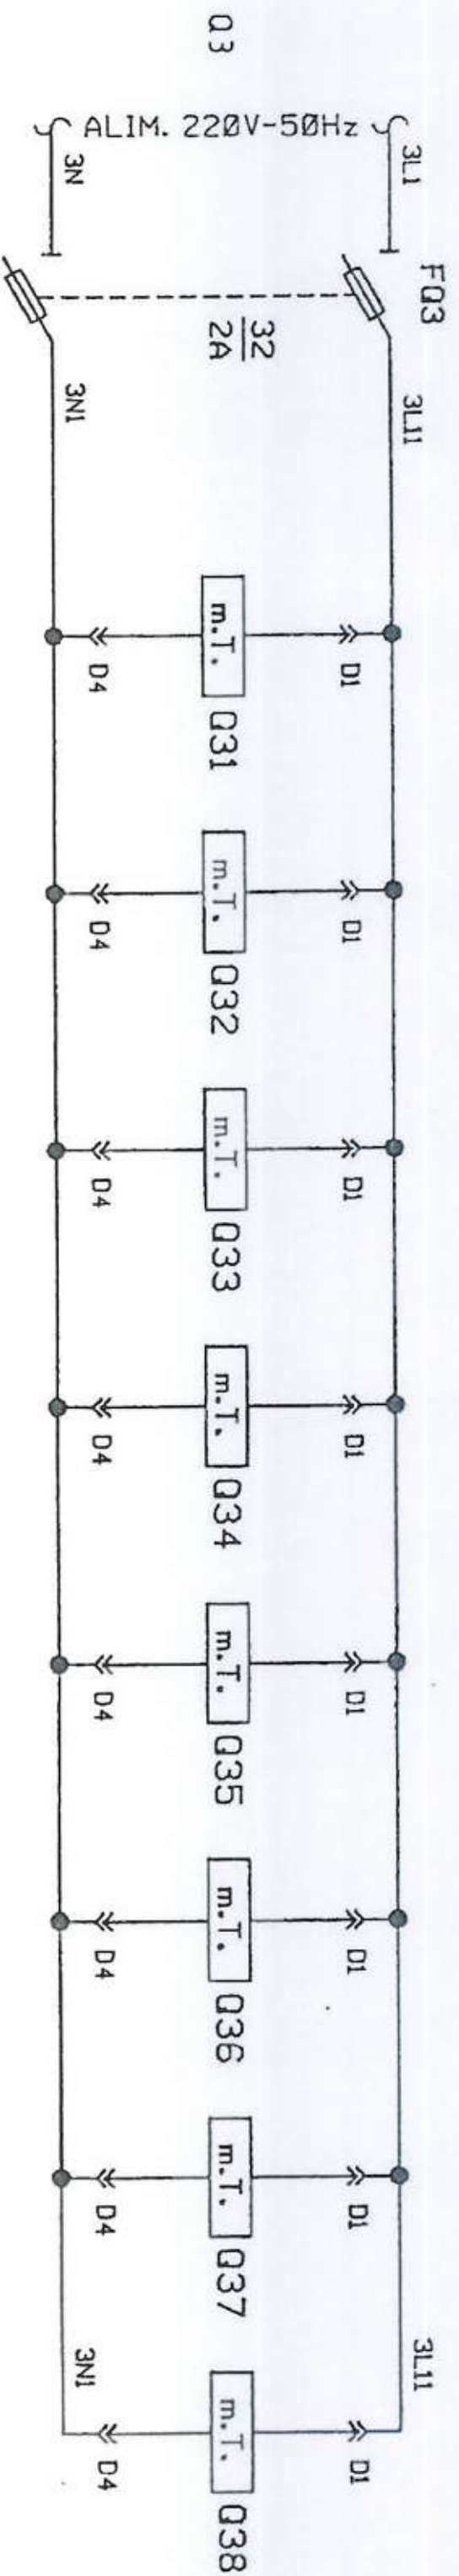 Q3
ALIM. 220V-50Hz
3L1
3N
FQ3
32
2A
3L11
3N1
D1
m.T.
Q31
D4
D1
m.T.
Q32
D4
D1
m.T.
Q33
D4
D1
m.T.
Q34
D4
D1
m.T.
Q35
D4
D1
m.T.
Q36
D4
D1
m.T.
Q37
D4
3L11
3N1
D1
m.T.
Q38
D4